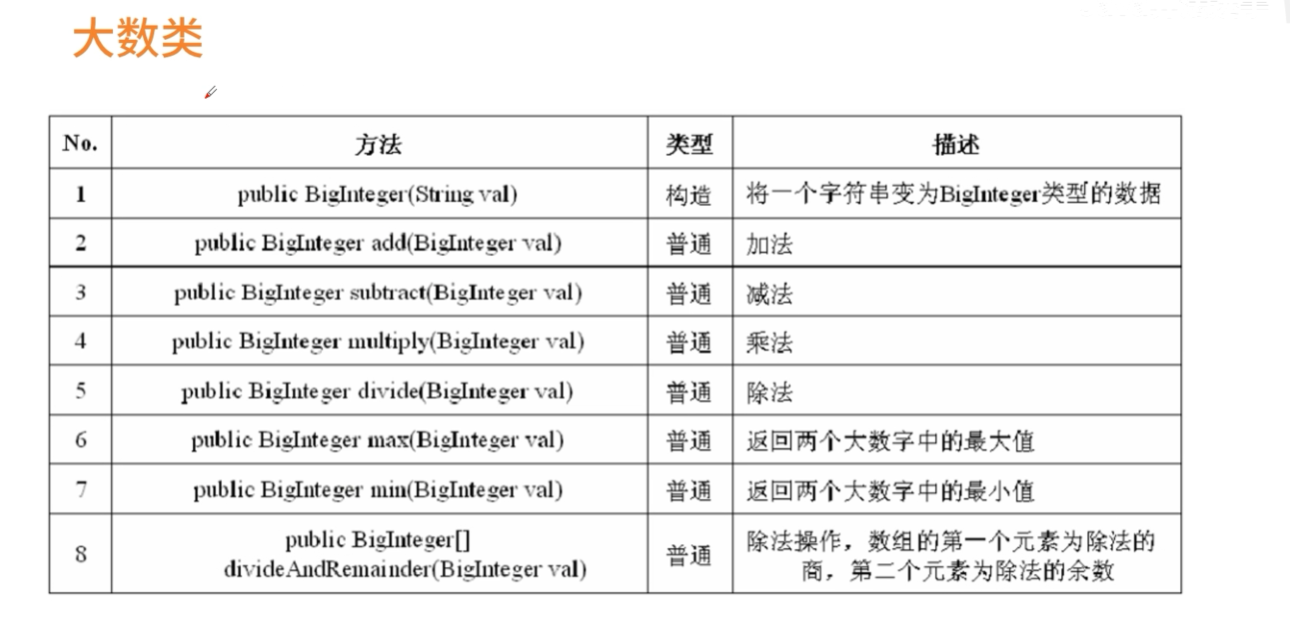 大数类
No. 方法 类型 描述
1 public BigInteger(String val) 构造 将一个字符串变为BigInteger类型的数据
2 public BigInteger add(BigInteger val) 普通 加法
3 public BigInteger subtract(BigInteger val) 普通 减法
4 public BigInteger multiply(BigInteger val) 普通 乘法
5 public BigInteger divide(BigInteger val) 普通 除法
6 public BigInteger max(BigInteger val) 普通 返回两个大数字中的最大值
7 public BigInteger min(BigInteger val) 普通 返回两个大数字中的最小值
8 public BigInteger[] divideAndRemainder(BigInteger val) 普通 除法操作，数组的第一个元素为除法的商，第二个元素为除法的余数